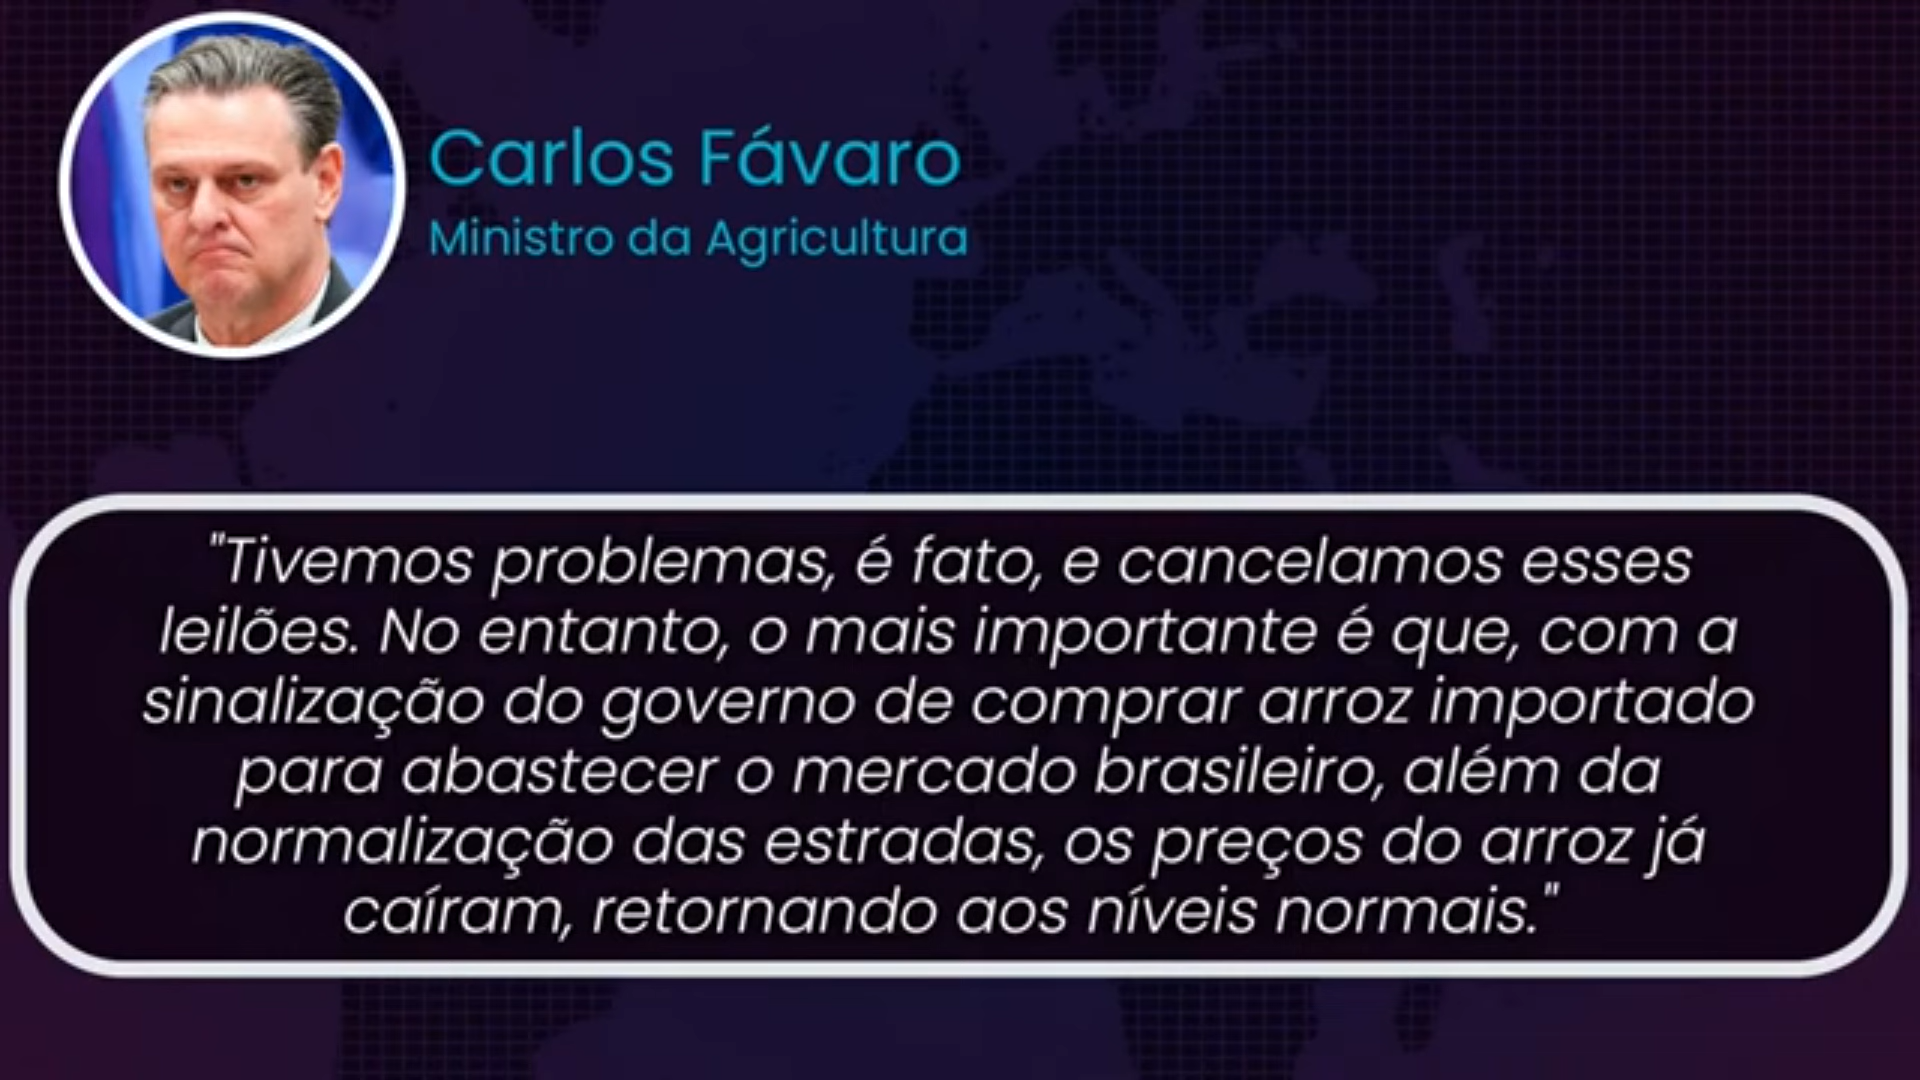 Carlos Fávaro
Ministro da Agricultura
"Tivemos problemas, é fato, e cancelamos esses
leilões. No entanto, o mais importante é que, com a
sinalização do governo de comprar arroz importado
para abastecer o mercado brasileiro, além da
normalização das estradas, os preços do arroz já
caíram, retornando aos níveis normais."